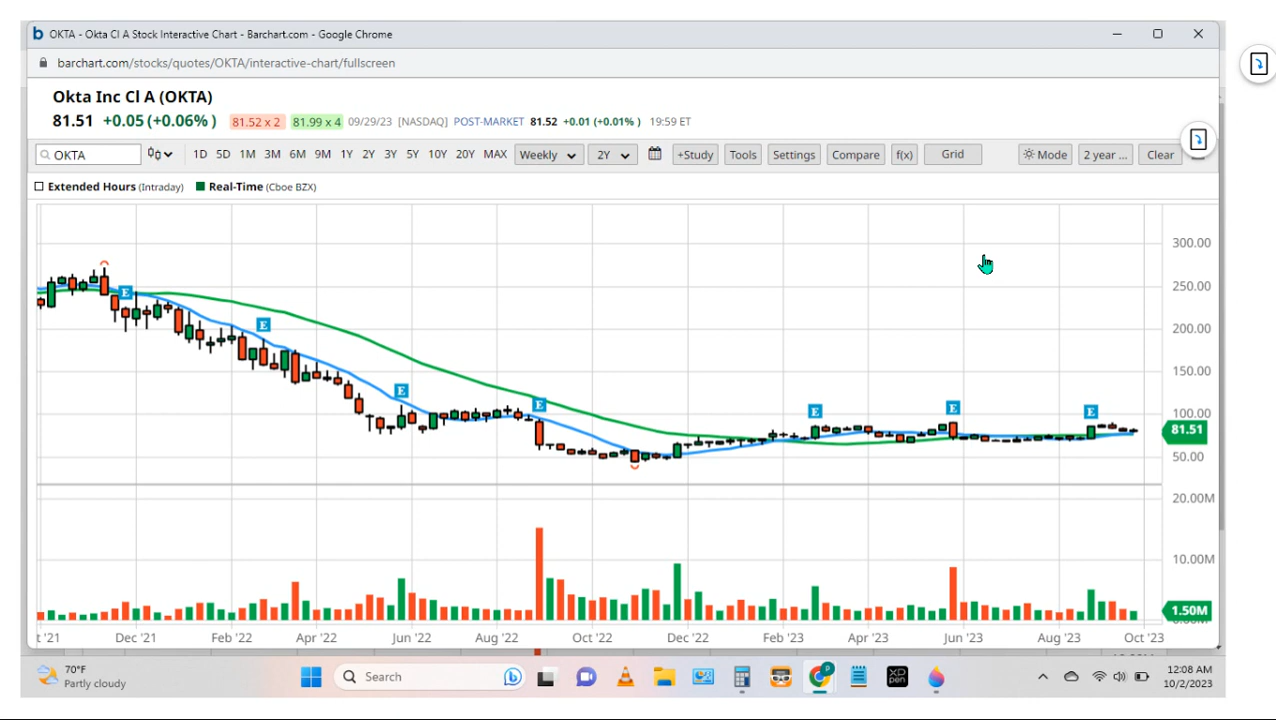 OKTA - Okta Cl A Stock Interactive Chart - Barchart.com - Google Chrome
barchart.com/stocks/quotes/OKTA/interactive-chart/fullscreen
Okta Inc Cl A (OKTA)
81.51 +0.05 (+0.06%) 81.52 x 2 81.99 x 4 09/29/23 [NASDAQ] POST-MARKET 81.52 +0.01 (+0.01%) 19:59 ET
OKTA 1D 5D 1M 3M 6M 9M 1Y 2Y 3Y 5Y 10Y 20Y MAX Weekly 2Y +Study Tools Settings Compare f(x) Grid Mode 2 year ... Clear
Extended Hours (Intraday) Real-Time (Cboe BZX)
300.00
250.00
E
200.00
E
150.00
E
E
E
E
E
100.00
81.51
50.00
20.00M
10.00M
1.50M
t '21 Dec '21 Feb '22 Apr '22 Jun '22 Aug '22 Oct '22 Dec '22 Feb '23 Apr '23 Jun '23 Aug '23 Oct '23
70°F
Partly cloudy
Search
P
XD
pen
12:08 AM
10/2/2023